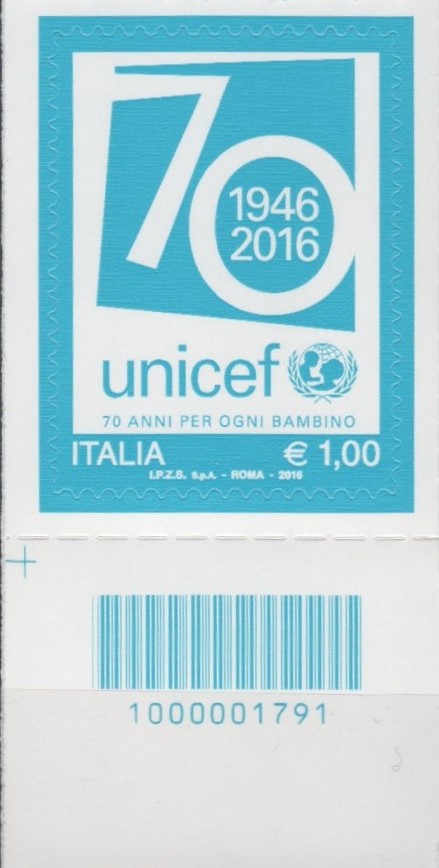 70
1946
2016
unicef
70 ANNI PER OGNI BAMBINO
ITALIA € 1,00
I.P.Z.S. S.p.A. - ROMA - 2016
1000001791